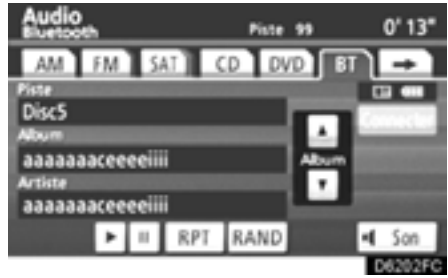 Audio
Bluetooth Piste 99 0'13"
AM FM SAT CD DVD BT
Piste
Disc5
Connecter
Album
aaaaaaaceeeeiiii
Album
Artiste
aaaaaaaceeeeiiii
RPT RAND Son
D6202FC